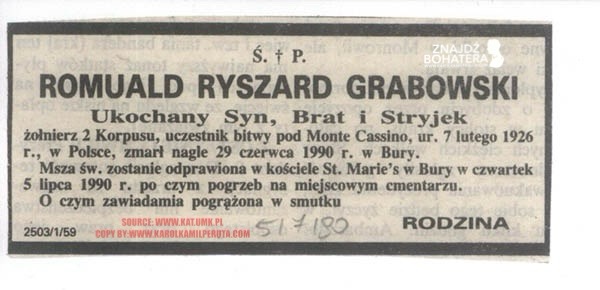 ZNAJDŹ
BOHATERA
Ś. † P.
ROMUALD RYSZARD GRABOWSKI
Ukochany Syn, Brat i Stryjek
żołnierz 2 Korpusu, uczestnik bitwy pod Monte Cassino, ur. 7 lutego 1926
r., w Polsce, zmarł nagle 29 czerwca 1990 r. w Bury.
Msza św. zostanie odprawiona w kościele St. Marie's w Bury w czwartek
5 lipca 1990 r. po czym pogrzeb na miejscowym cmentarzu.
O czym zawiadamia pogrążona w smutku
RODZINA
SOURCE: WWW.KAT.UMK.PL
COPY BY WWW.KAROLKAMILPERUTA.COM
2503/1/59